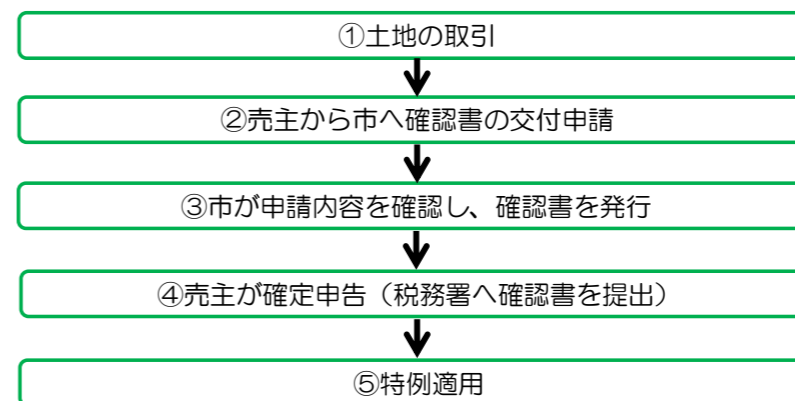 ①土地の取引
②売主から市へ確認書の交付申請
③市が申請内容を確認し、確認書を発行
④売主が確定申告（税務署へ確認書を提出）
⑤特例適用